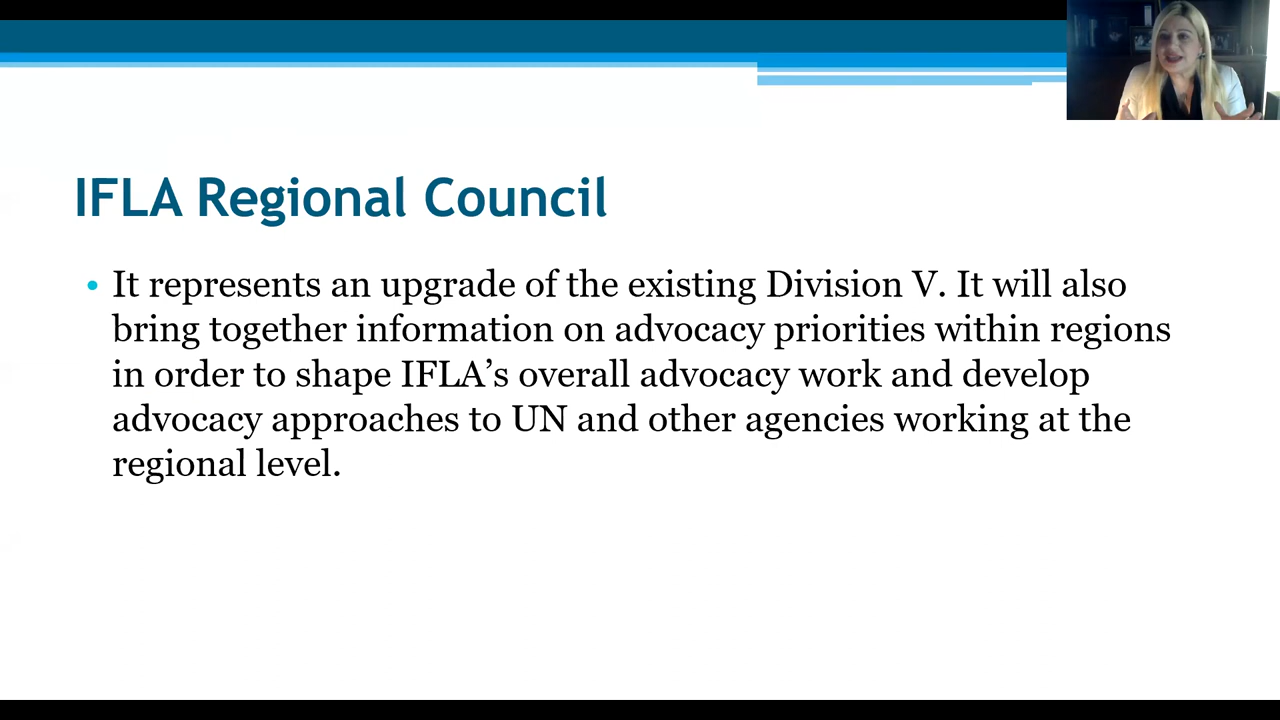 IFLA Regional Council
• It represents an upgrade of the existing Division V. It will also
bring together information on advocacy priorities within regions
in order to shape IFLA’s overall advocacy work and develop
advocacy approaches to UN and other agencies working at the
regional level.